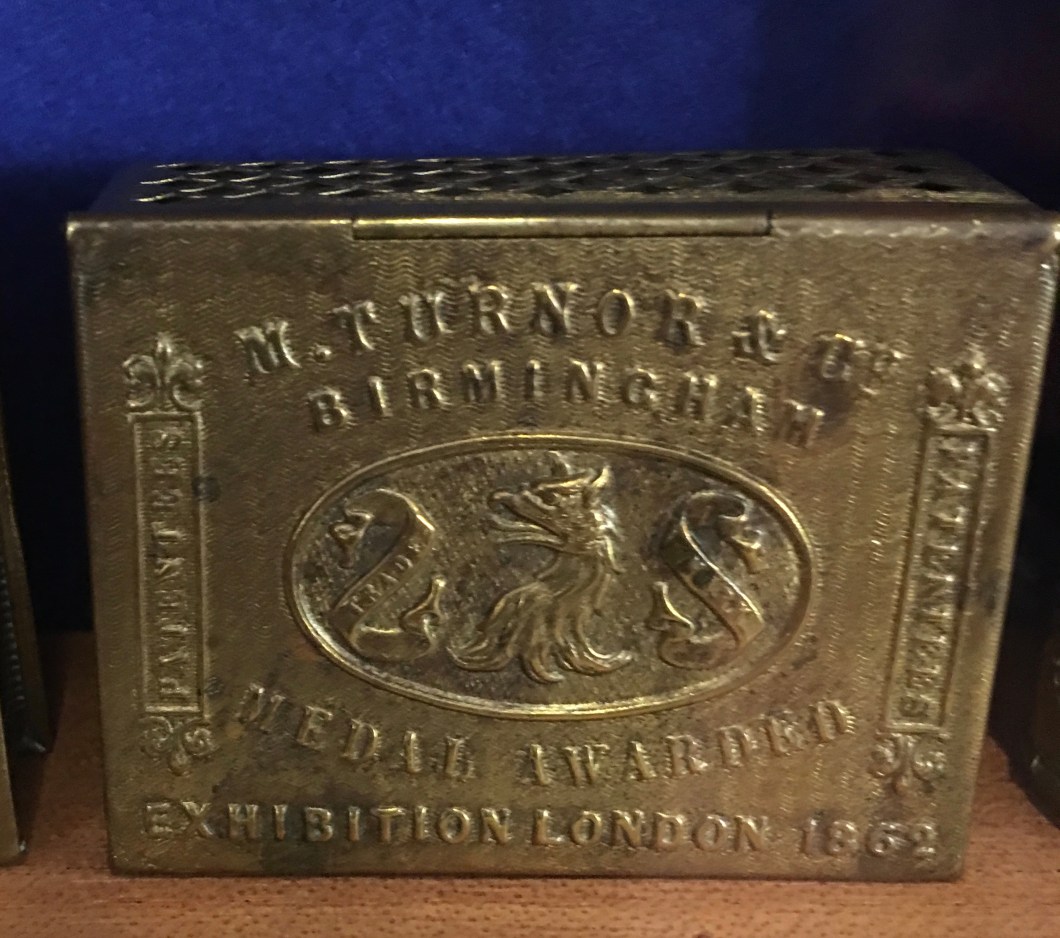 M. TURNOR & Co
BIRMINGHAM
PATENTEES
TRADE
PATENTEES
MEDAL AWARDED
EXHIBITION LONDON 1862